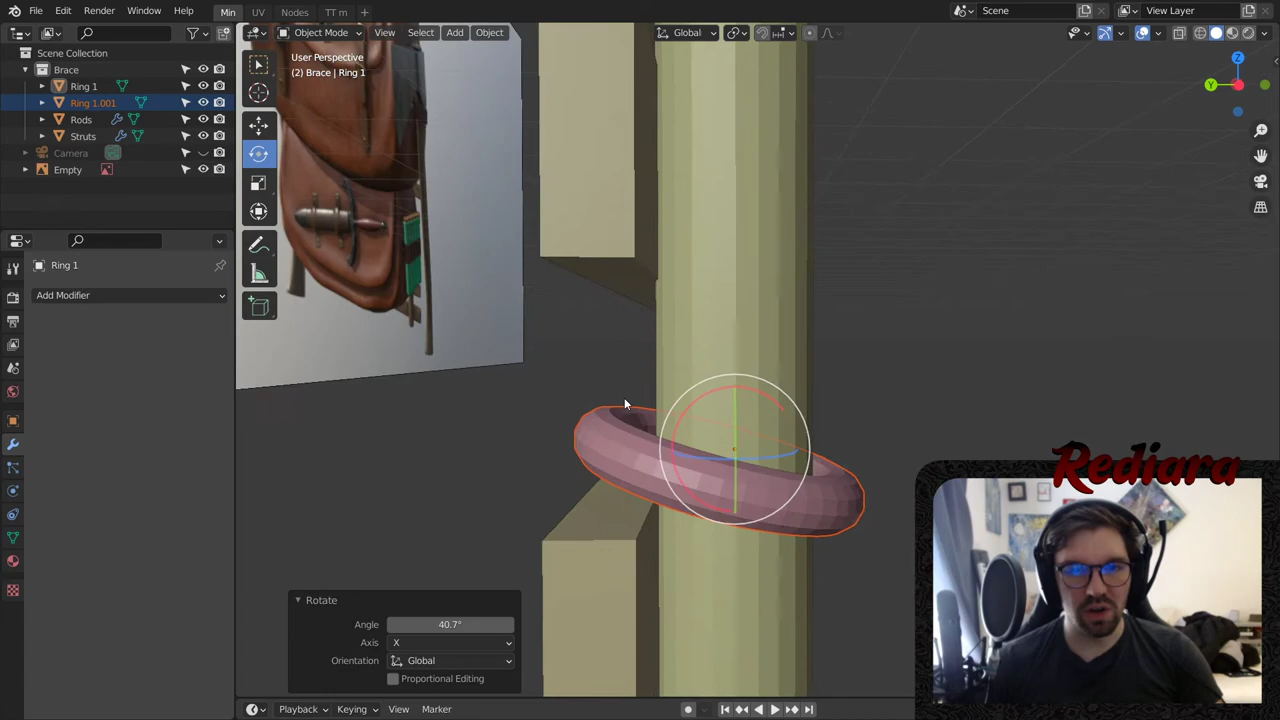 File Edit Render Window Help
Min UV Nodes TT m
Scene View Layer
Object Mode View Select Add Object
Global
Scene Collection
Brace
Ring 1
Ring 1.001
Rods
Struts
Camera
Empty
User Perspective
(2) Brace | Ring 1
Z
Y
Ring 1
Add Modifier
Rotate
Angle 40.7°
Axis X
Orientation Global
Proportional Editing
Rediara
Playback Keying View Marker